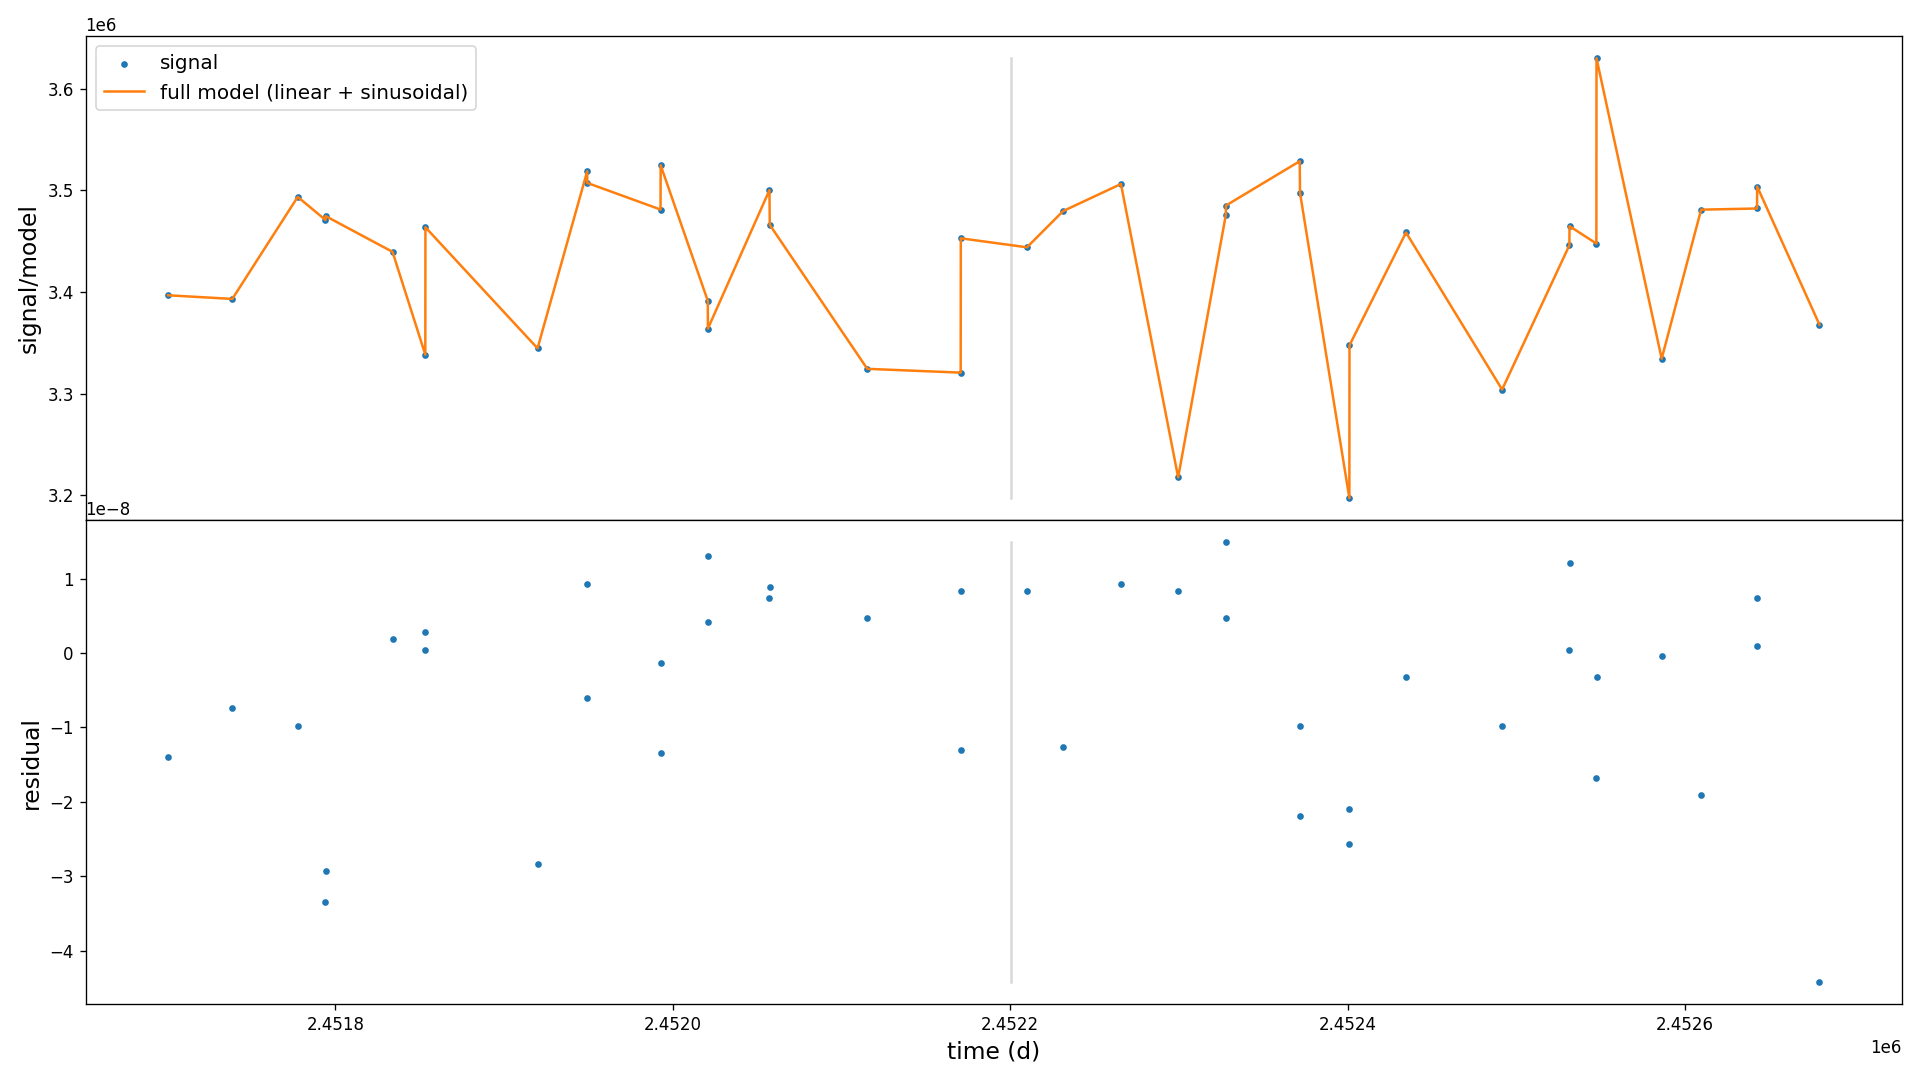 1e6
signal
full model (linear + sinusoidal)
3.6
3.5
3.4
3.3
3.2
signal/model
1e−8
1
0
−1
−2
−3
−4
residual
2.4518
2.4520
2.4522
2.4524
2.4526
time (d)
1e6